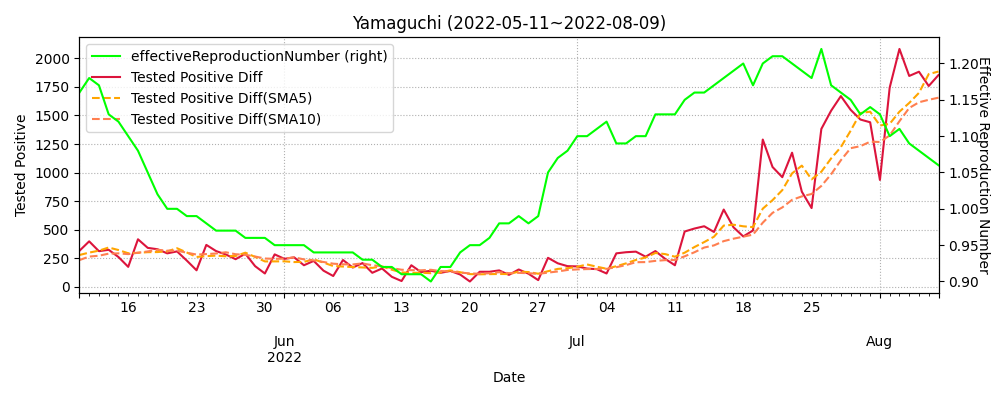 Yamaguchi (2022-05-11~2022-08-09)
effectiveReproductionNumber (right)
Tested Positive Diff
Tested Positive Diff(SMA5)
Tested Positive Diff(SMA10)
Tested Positive
2000
1750
1500
1250
1000
750
500
250
0
1.20
1.15
1.10
1.05
1.00
0.95
0.90
Effective Reproduction Number
16 23 30 06 13 20 27 04 11 18 25
Jun Jul Aug
2022
Date